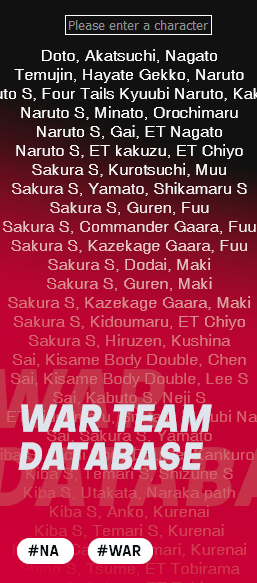 Please enter a character
Doto, Akatsuchi, Nagato
Temujin, Hayate Gekko, Naruto
uto S, Four Tails Kyuubi Naruto, Kak
Naruto S, Minato, Orochimaru
Naruto S, Gai, ET Nagato
Naruto S, ET kakuzu, ET Chiyo
Sakura S, Kurotsuchi, Muu
Sakura S, Yamato, Shikamaru S
Sakura S, Guren, Fuu
Sakura S, Commander Gaara, Fuu
Sakura S, Kazekage Gaara, Fuu
Sakura S, Dodai, Maki
Sakura S, Guren, Maki
Sakura S, Kazekage Gaara, Maki
Sakura S, Kidoumaru, ET Chiyo
Sakura S, Hiruzen, Kushina
Sai, Kisame Body Double, Chen
Sai, Kisame Body Double, Lee S
Sai, Kabuto S, Neji S
WAR TEAM
Sai, Sakura S, Yamato
DATABASE
Kiba S, Temari S, Shizune S
Kiba S, Utakata, Naraka path
Kiba S, Anko, Kurenai
Kiba S, Temari S, Kurenai
#NA #WAR
Kurenai
ET Tobirama